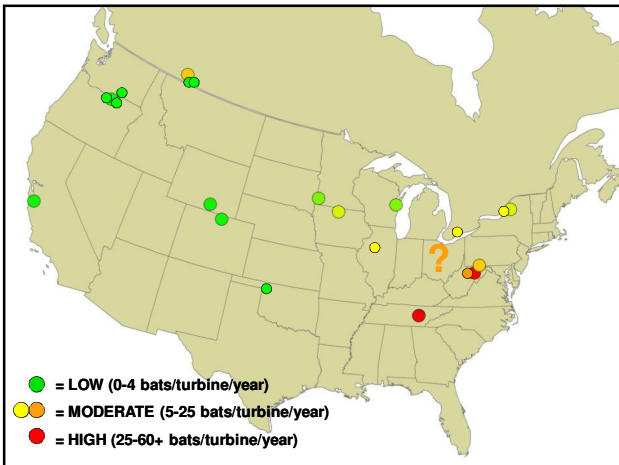 ?
= LOW (0-4 bats/turbine/year)
= MODERATE (5-25 bats/turbine/year)
= HIGH (25-60+ bats/turbine/year)